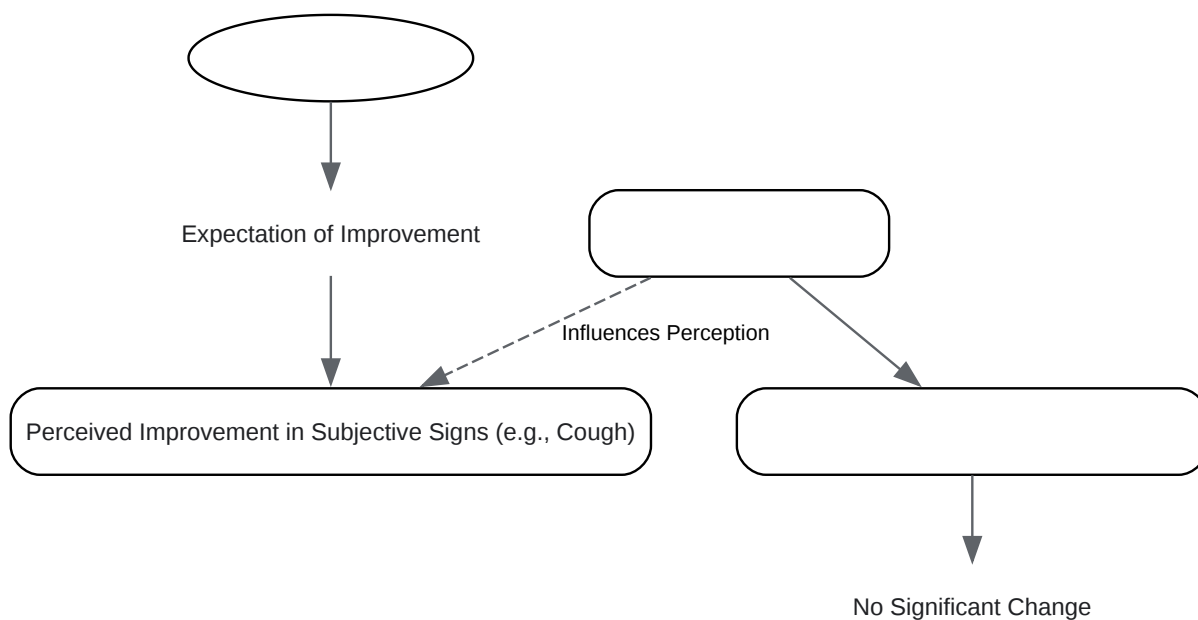 Expectation of Improvement
Influences Perception
Perceived Improvement in Subjective Signs (e.g., Cough)
No Significant Change